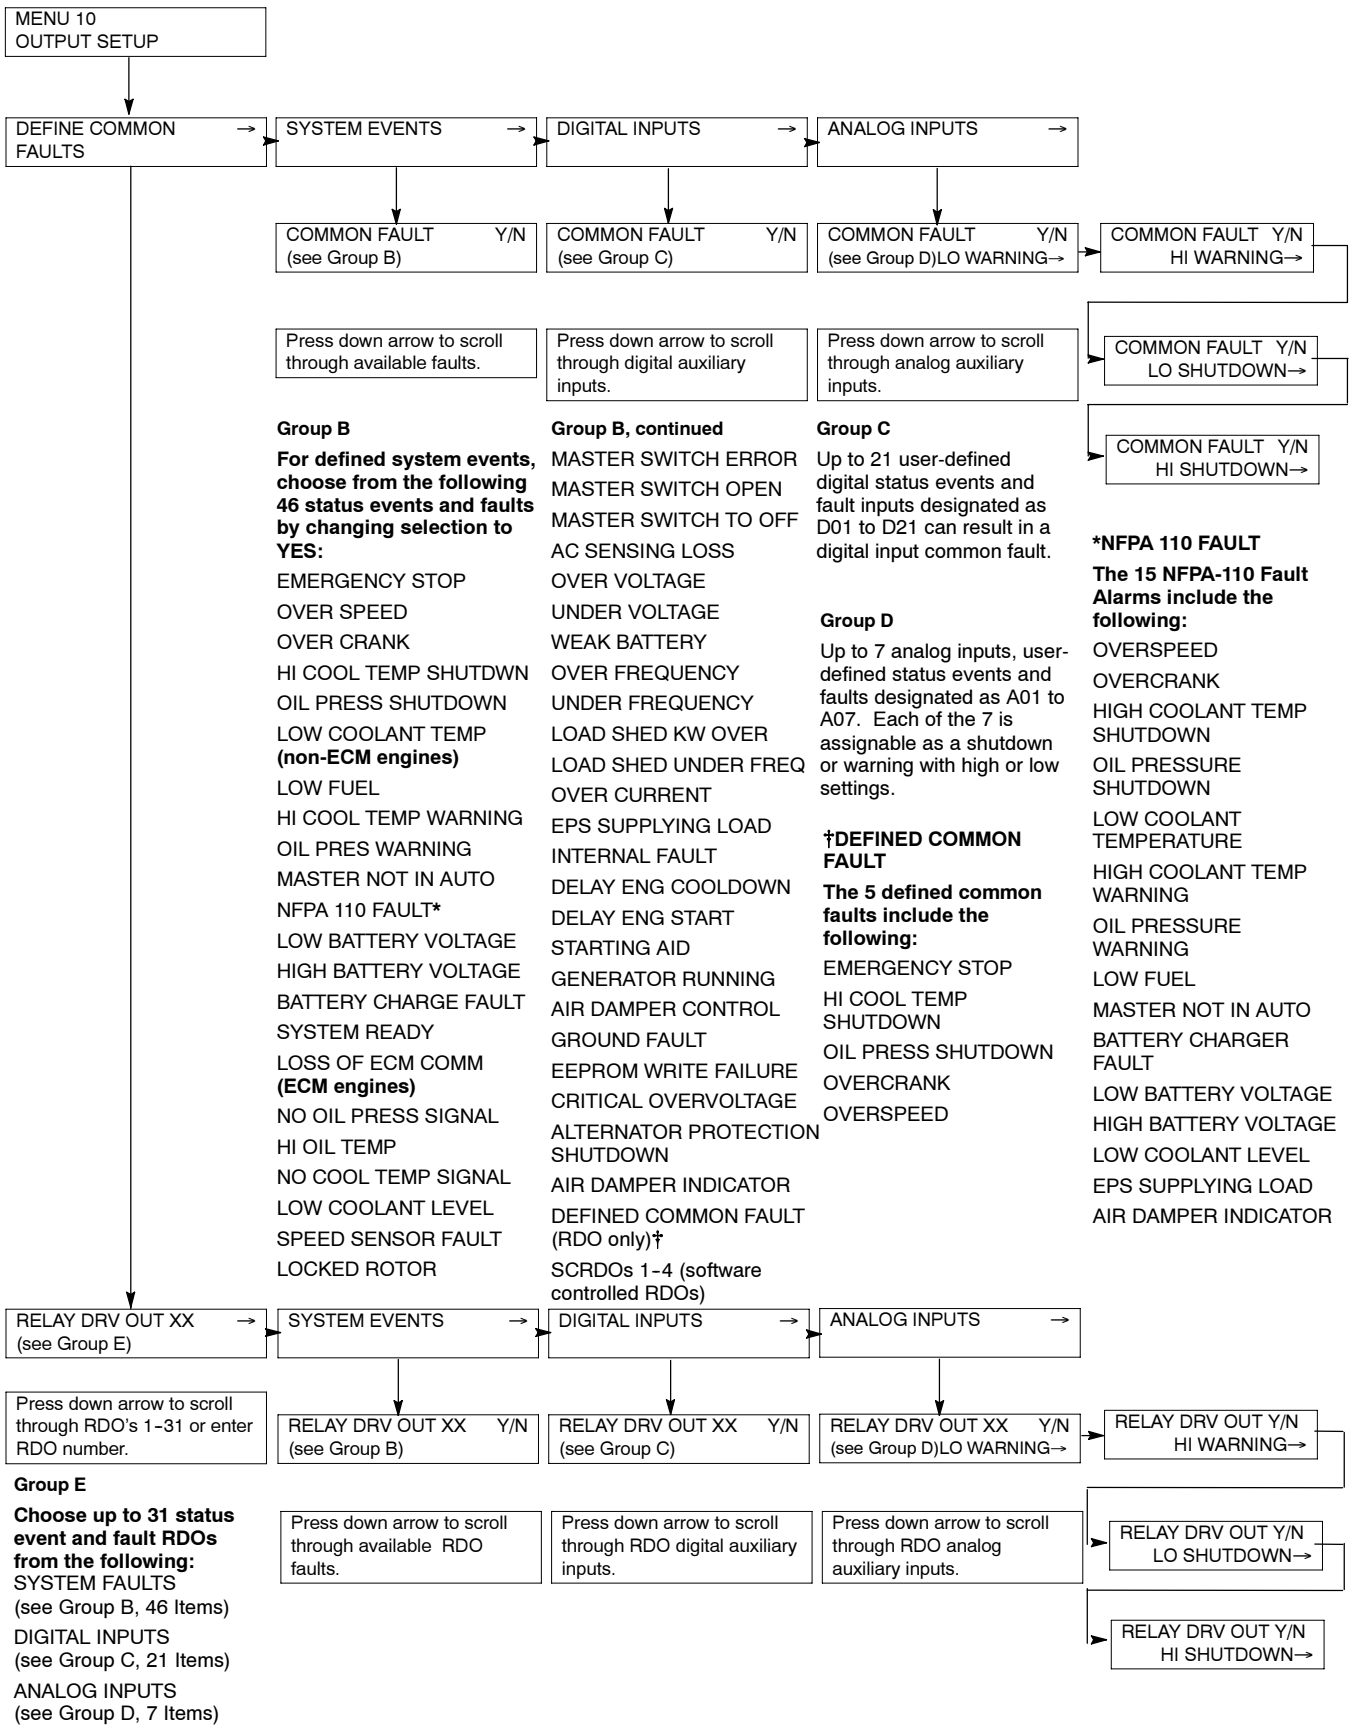 MENU 10
OUTPUT SETUP
DEFINE COMMON →
FAULTS
SYSTEM EVENTS →
DIGITAL INPUTS →
ANALOG INPUTS →
COMMON FAULT Y/N
(see Group B)
COMMON FAULT Y/N
(see Group C)
COMMON FAULT Y/N
(see Group D)LO WARNING→
COMMON FAULT Y/N
HI WARNING→
COMMON FAULT Y/N
LO SHUTDOWN→
COMMON FAULT Y/N
HI SHUTDOWN→
Press down arrow to scroll
through available faults.
Press down arrow to scroll
through digital auxiliary
inputs.
Press down arrow to scroll
through analog auxiliary
inputs.
Group B
For defined system events,
choose from the following
46 status events and faults
by changing selection to
YES:
EMERGENCY STOP
OVER SPEED
OVER CRANK
HI COOL TEMP SHUTDWN
OIL PRESS SHUTDOWN
LOW COOLANT TEMP
(non-ECM engines)
LOW FUEL
HI COOL TEMP WARNING
OIL PRES WARNING
MASTER NOT IN AUTO
NFPA 110 FAULT*
LOW BATTERY VOLTAGE
HIGH BATTERY VOLTAGE
BATTERY CHARGE FAULT
SYSTEM READY
LOSS OF ECM COMM
(ECM engines)
NO OIL PRESS SIGNAL
HI OIL TEMP
NO COOL TEMP SIGNAL
LOW COOLANT LEVEL
SPEED SENSOR FAULT
LOCKED ROTOR
Group B, continued
MASTER SWITCH ERROR
MASTER SWITCH OPEN
MASTER SWITCH TO OFF
AC SENSING LOSS
OVER VOLTAGE
UNDER VOLTAGE
WEAK BATTERY
OVER FREQUENCY
UNDER FREQUENCY
LOAD SHED KW OVER
LOAD SHED UNDER FREQ
OVER CURRENT
EPS SUPPLYING LOAD
INTERNAL FAULT
DELAY ENG COOLDOWN
DELAY ENG START
STARTING AID
GENERATOR RUNNING
AIR DAMPER CONTROL
GROUND FAULT
EEPROM WRITE FAILURE
CRITICAL OVERVOLTAGE
ALTERNATOR PROTECTION
SHUTDOWN
AIR DAMPER INDICATOR
DEFINED COMMON FAULT
(RDO only)†
SCRDOs 1-4 (software
controlled RDOs)
Group C
Up to 21 user-defined
digital status events and
fault inputs designated as
D01 to D21 can result in a
digital input common fault.
Group D
Up to 7 analog inputs, user-
defined status events and
faults designated as A01 to
A07. Each of the 7 is
assignable as a shutdown
or warning with high or low
settings.
†DEFINED COMMON
FAULT
The 5 defined common
faults include the
following:
EMERGENCY STOP
HI COOL TEMP
SHUTDOWN
OIL PRESS SHUTDOWN
OVERCRANK
OVERSPEED
*NFPA 110 FAULT
The 15 NFPA-110 Fault
Alarms include the
following:
OVERSPEED
OVERCRANK
HIGH COOLANT TEMP
SHUTDOWN
OIL PRESSURE
SHUTDOWN
LOW COOLANT
TEMPERATURE
HIGH COOLANT TEMP
WARNING
OIL PRESSURE
WARNING
LOW FUEL
MASTER NOT IN AUTO
BATTERY CHARGER
FAULT
LOW BATTERY VOLTAGE
HIGH BATTERY VOLTAGE
LOW COOLANT LEVEL
EPS SUPPLYING LOAD
AIR DAMPER INDICATOR
RELAY DRV OUT XX →
(see Group E)
SYSTEM EVENTS →
DIGITAL INPUTS →
ANALOG INPUTS →
Press down arrow to scroll
through RDO's 1-31 or enter
RDO number.
RELAY DRV OUT XX Y/N
(see Group B)
RELAY DRV OUT XX Y/N
(see Group C)
RELAY DRV OUT XX Y/N
(see Group D)LO WARNING→
RELAY DRV OUT Y/N
HI WARNING→
RELAY DRV OUT Y/N
LO SHUTDOWN→
RELAY DRV OUT Y/N
HI SHUTDOWN→
Group E
Choose up to 31 status
event and fault RDOs
from the following:
SYSTEM FAULTS
(see Group B, 46 Items)
DIGITAL INPUTS
(see Group C, 21 Items)
ANALOG INPUTS
(see Group D, 7 Items)
Press down arrow to scroll
through available RDO
faults.
Press down arrow to scroll
through RDO digital auxiliary
inputs.
Press down arrow to scroll
through RDO analog
auxiliary inputs.